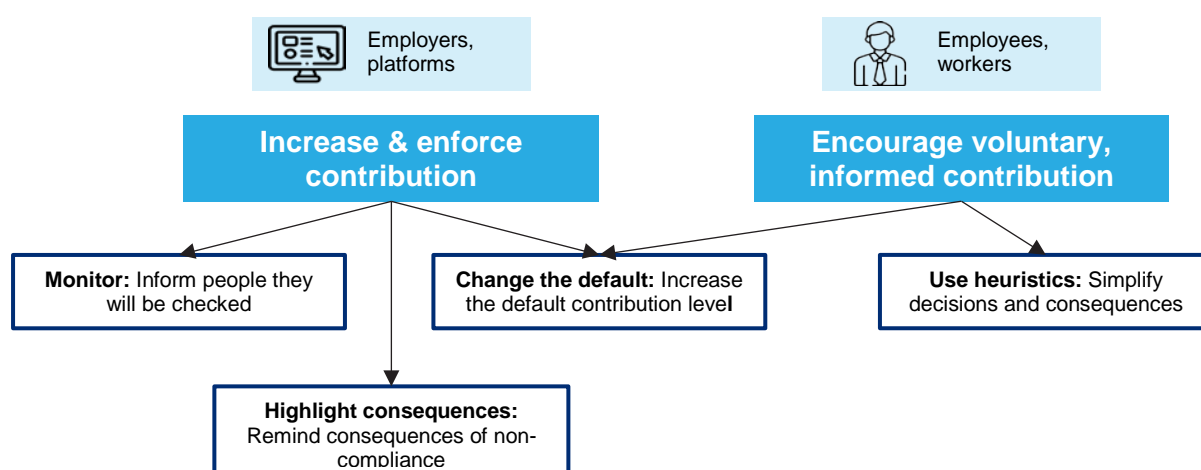 Employers,
platforms
Employees,
workers
Increase & enforce
contribution
Encourage voluntary,
informed contribution
Monitor: Inform people they
will be checked
Change the default: Increase
the default contribution level
Use heuristics: Simplify
decisions and consequences
Highlight consequences:
Remind consequences of non-
compliance